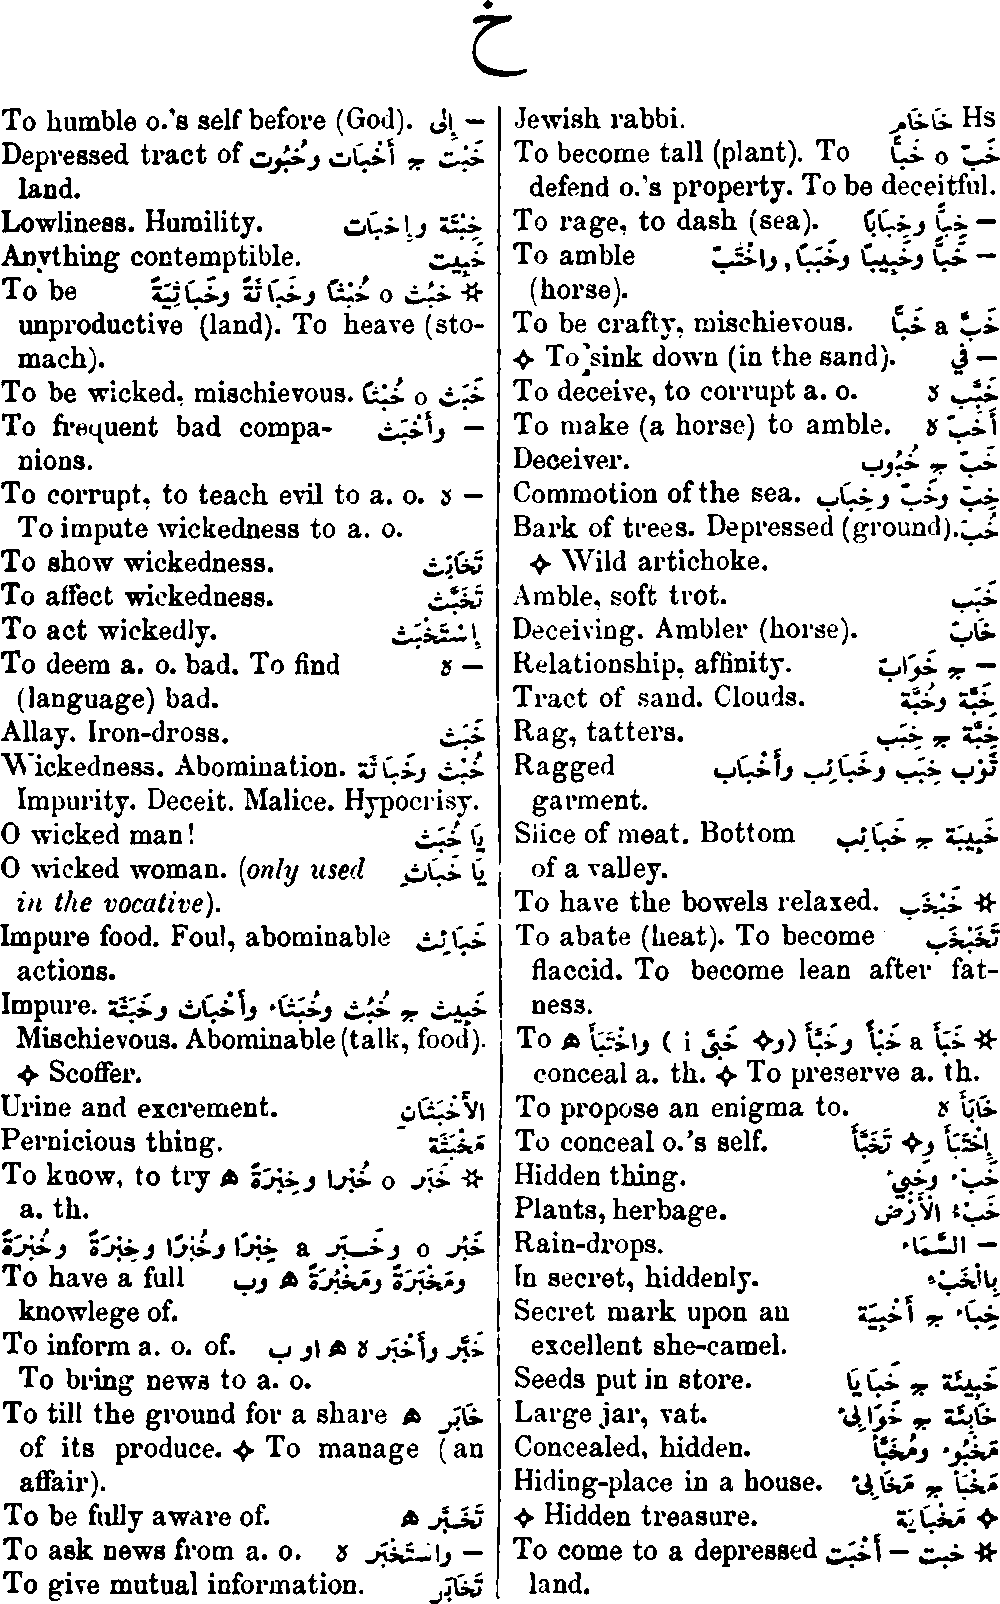 خ
Jewish rabbi. Hs خَاخَام
To become tall (plant). To خَبَّ o خَبًّا
defend o.'s property. To be deceitful.
To rage, to dash (sea). – خَبًّا وخِبَابًا
To amble – خَبًّا وخَبِيبًا وخَبَبًا, واخْتَبَّ
(horse).
To be crafty, mischievous. خَبَّ a خَبًّا
✧ To sink down (in the sand). – في
To deceive, to corrupt a. o. خَبَّب ه
To make (a horse) to amble. أَخَبَّ ه
Deceiver. خَبّ ج خُبُوب
Commotion of the sea. خِبّ وخَبّ وخِبَاب
Bark of trees. Depressed (ground). خُبّ
✧ Wild artichoke.
Amble, soft trot. خَبَب
Deceiving. Ambler (horse). خَابّ
Relationship, affinity. – ج خَوَابّ
Tract of sand. Clouds. خَِبَّة وخُبَّة
Rag, tatters. خِبَّة ج خِبَب
Ragged ثَوْب خِبَب وخَبَائِب وأَخْبَاب
garment.
Slice of meat. Bottom خَبِيبَة ج خَبَائِب
of a valley.
To have the bowels relaxed. ✲ خَبْخَب
To abate (heat). To become تَخَبْخَب
flaccid. To become lean after fat-
ness.
To ✲ خَبَأَ a خَبْأً وخَبَّأَ (و✧ خَبَّى i ) واخْتَبَأَ ه
conceal a. th. ✧ To preserve a. th.
To propose an enigma to. خَابَأَ ه
To conceal o.'s self. إِخْتَبَأَ و✧ تَخَبَّأَ
Hidden thing. خَبْء وخَبِيْء
Plants, herbage. خَبْء الْأَرْض
Rain-drops. – السَّمَاء
In secret, hiddenly. بِالْخَبْء
Secret mark upon an خِبَاء ج أَخْبِيَة
excellent she-camel.
Seeds put in store. خَبِيئَة ج خَبَايَا
Large jar, vat. خَابِئَة ج خَوَابِئ
Concealed, hidden. مَخْبُوء ومُخَبَّأ
Hiding-place in a house. مَخْبَأ ج مَخَابِئ
✧ Hidden treasure. ✧ مَخْبَايَة
To come to a depressed ✲ خبت – أَخْبَت
land.
To humble o.'s self before (God). – إِلَى
Depressed tract of خَبْت ج أَخْبَات وخُبُوت
land.
Lowliness. Humility. خِبْتَة وإِخْبَات
Anything contemptible. خَبِيت
To be ✲ خَبُث o خُبْثًا وخَبَاثَةً وخَبَاثِيَةً
unproductive (land). To heave (sto-
mach).
To be wicked, mischievous. خَبَث o خُبْثًا
To frequent bad compa- – وأَخْبَث
nions.
To corrupt, to teach evil to a. o. – ه
To impute wickedness to a. o.
To show wickedness. تَخَابَث
To affect wickedness. تَخَبَّث
To act wickedly. إِسْتَخْبَث
To deem a. o. bad. To find – ه
(language) bad.
Allay. Iron-dross. خَبَث
Wickedness. Abomination. خُبْث وخَبَاثَة
Impurity. Deceit. Malice. Hypocrisy.
O wicked man! يَا خُبَث
O wicked woman. (only used يَا خَبَاثِ
in the vocative).
Impure food. Foul, abominable خَبَائِث
actions.
Impure. خَبِيث ج خُبُث وخُبَثَاء وأَخْبَاث وخَبَثَة
Mischievous. Abominable (talk, food).
✧ Scoffer.
Urine and excrement. الأَخْبَثَانِ
Pernicious thing. مَخْبَثَة
To know, to try ✲ خَبَر o خُبْرًا وخِبْرَةً ه
a. th.
خَبُر o وخَبِر a خِبْرًا وخُبْرًا وخِبْرَةً وخُبْرَةً
To have a full ومَخْبَرَةً ومَخْبُرَةً ه وب
knowlege of.
To inform a. o. of. خَبَّر وأَخْبَر ه ه او ب
To bring news to a. o.
To till the ground for a share خَابَر ه
of its produce. ✧ To manage (an
affair).
To be fully aware of. تَخَبَّر ه
To ask news from a. o. – واسْتَخْبَر ه
To give mutual information. تَخَابَر